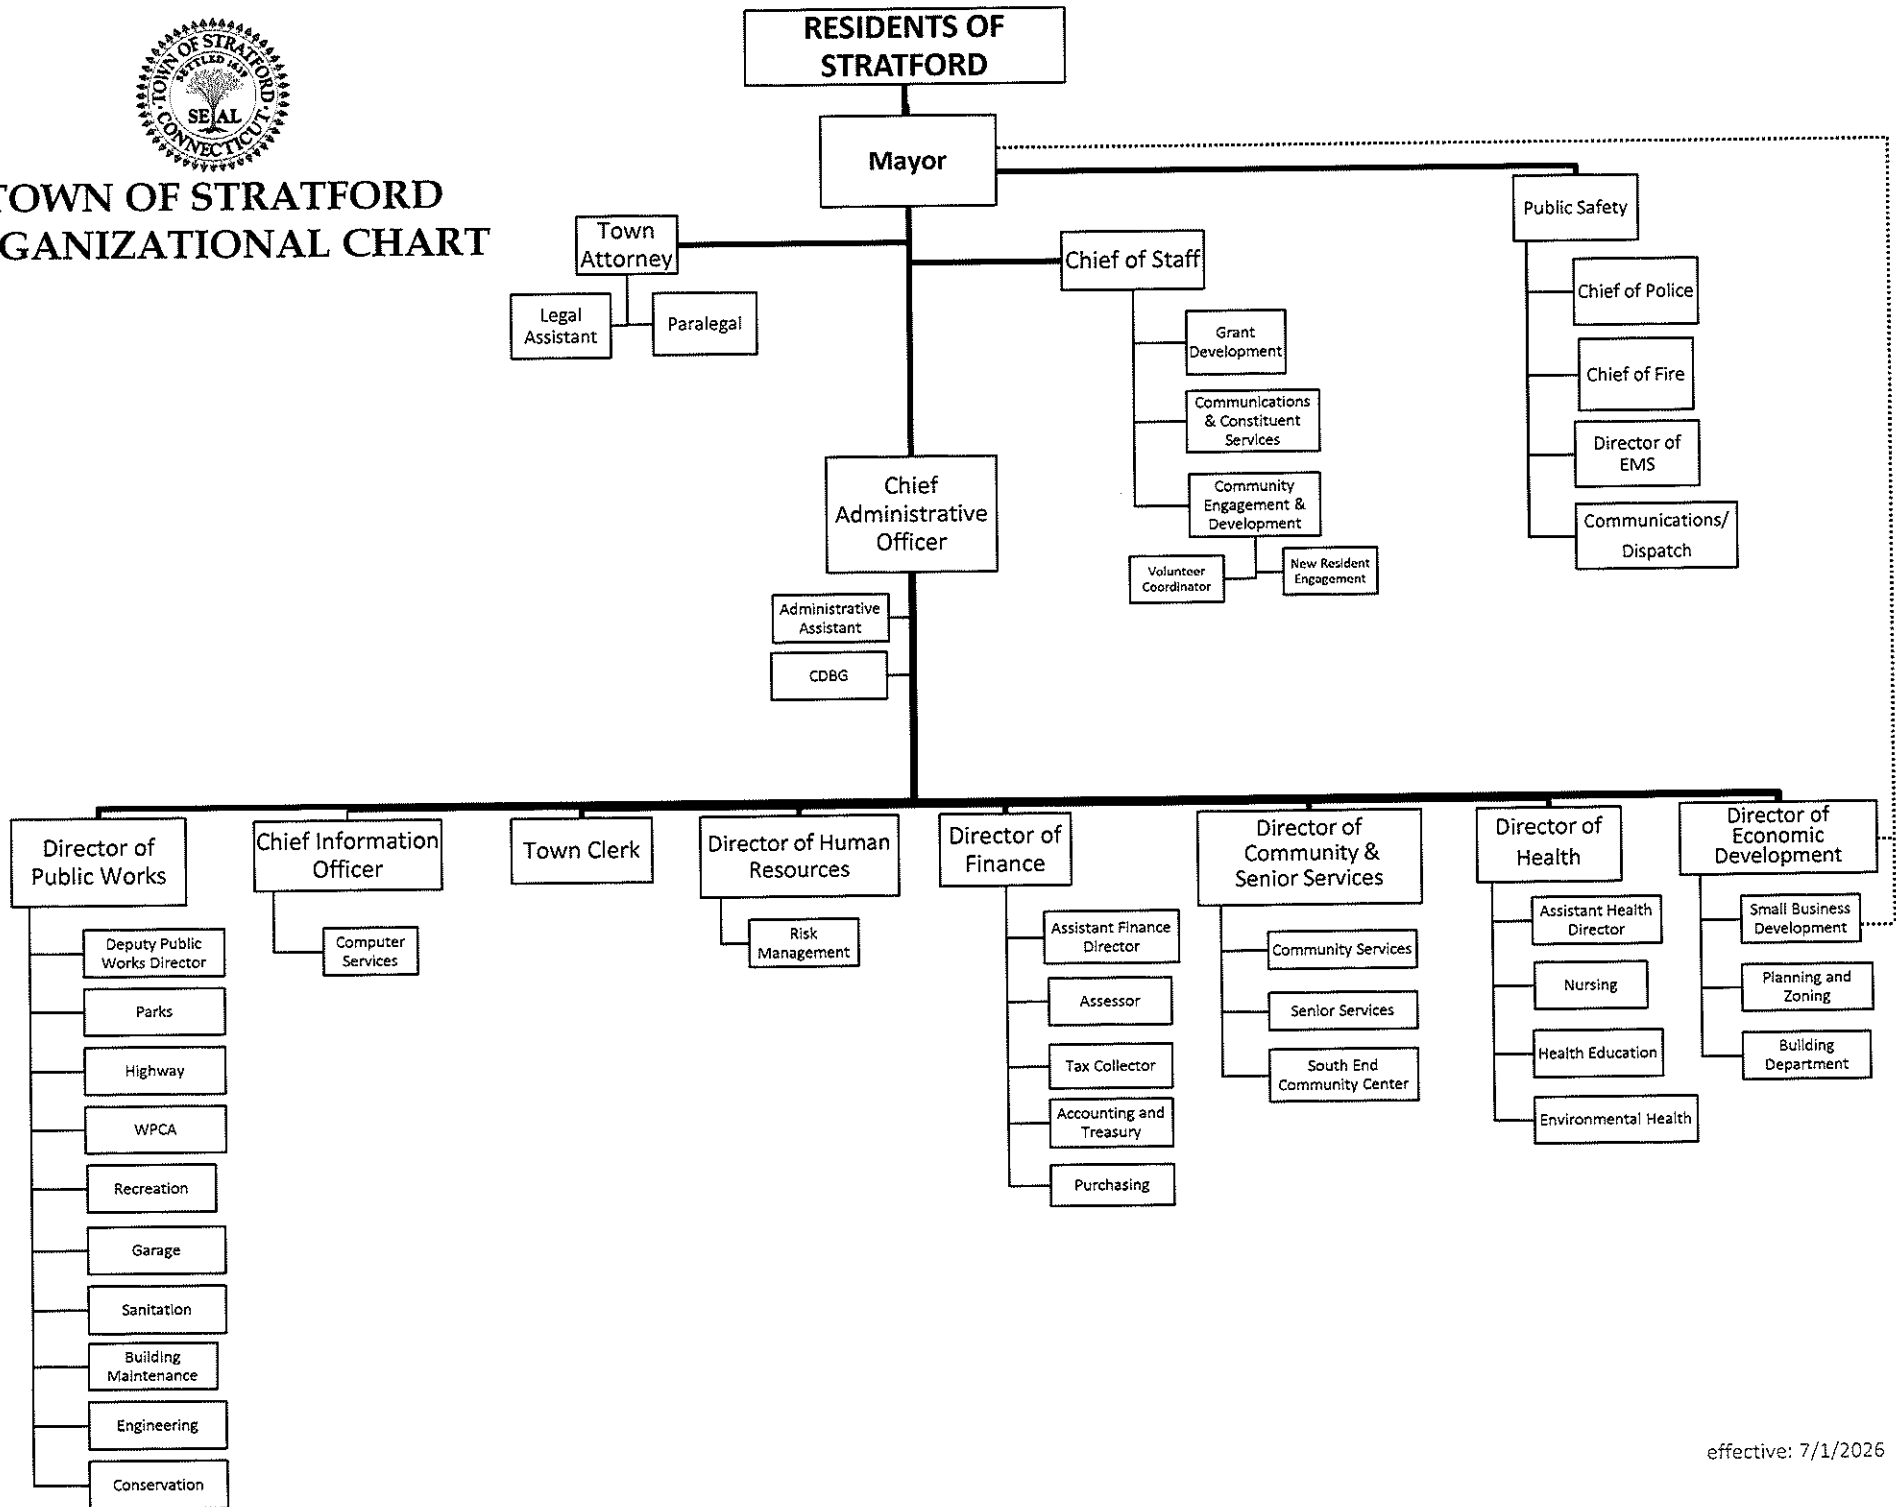 TOWN OF STRATFORD
SETTLED 1639
SEAL
CONNECTICUT
TOWN OF STRATFORD
GANIZATIONAL CHART
RESIDENTS OF
STRATFORD
Mayor
Town
Attorney
Legal
Assistant
Paralegal
Chief of Staff
Grant
Development
Communications
& Constituent
Services
Community
Engagement &
Development
Volunteer
Coordinator
New Resident
Engagement
Public Safety
Chief of Police
Chief of Fire
Director of
EMS
Communications/
Dispatch
Chief
Administrative
Officer
Administrative
Assistant
CDBG
Director of
Public Works
Deputy Public
Works Director
Parks
Highway
WPCA
Recreation
Garage
Sanitation
Building
Maintenance
Engineering
Conservation
Chief Information
Officer
Computer
Services
Town Clerk
Director of Human
Resources
Risk
Management
Director of
Finance
Assistant Finance
Director
Assessor
Tax Collector
Accounting and
Treasury
Purchasing
Director of
Community &
Senior Services
Community Services
Senior Services
South End
Community Center
Director of
Health
Assistant Health
Director
Nursing
Health Education
Environmental Health
Director of
Economic
Development
Small Business
Development
Planning and
Zoning
Building
Department
effective: 7/1/2026